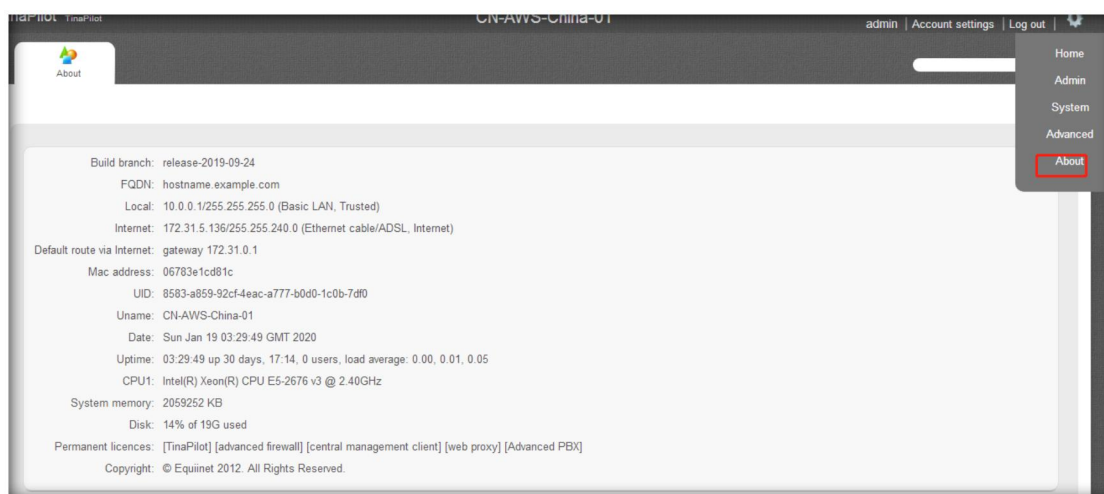 TinaPilot TinaPilot CN-AWS-China-01 admin | Account settings | Log out |
About
Home
Admin
System
Advanced
About
Build branch: release-2019-09-24
FQDN: hostname.example.com
Local: 10.0.0.1/255.255.255.0 (Basic LAN, Trusted)
Internet: 172.31.5.136/255.255.240.0 (Ethernet cable/ADSL, Internet)
Default route via Internet: gateway 172.31.0.1
Mac address: 06783e1cd81c
UID: 8583-a859-92cf-4eac-a777-b0d0-1c0b-7df0
Uname: CN-AWS-China-01
Date: Sun Jan 19 03:29:49 GMT 2020
Uptime: 03:29:49 up 30 days, 17:14, 0 users, load average: 0.00, 0.01, 0.05
CPU1: Intel(R) Xeon(R) CPU E5-2676 v3 @ 2.40GHz
System memory: 2059252 KB
Disk: 14% of 19G used
Permanent licences: [TinaPilot] [advanced firewall] [central management client] [web proxy] [Advanced PBX]
Copyright: © Equiinet 2012. All Rights Reserved.